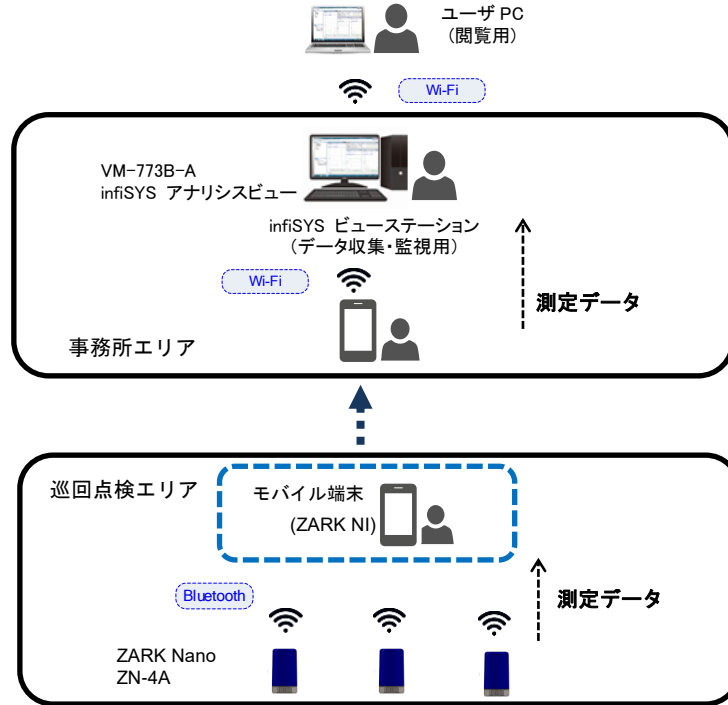 ユーザ PC
(閲覧用)
Wi-Fi
VM-773B-A
infiSYS アナリシスビュー
infiSYS ビューステーション
(データ収集・監視用)
Wi-Fi
測定データ
事務所エリア
巡回点検エリア
モバイル端末
(ZARK NI)
Bluetooth
測定データ
ZARK Nano
ZN-4A